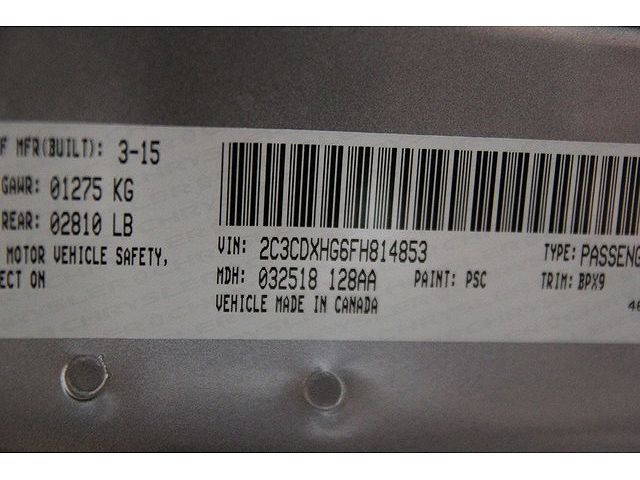 F MFR(BUILT): 3-15
GAWR: 01275 KG
REAR: 02810 LB
MOTOR VEHICLE SAFETY,
ECT ON
VIN: 2C3CDXHG6FH814853 TYPE: PASSENG
MDH: 032518 128AA PAINT: PSC TRIM: BPX9
VEHICLE MADE IN CANADA
46